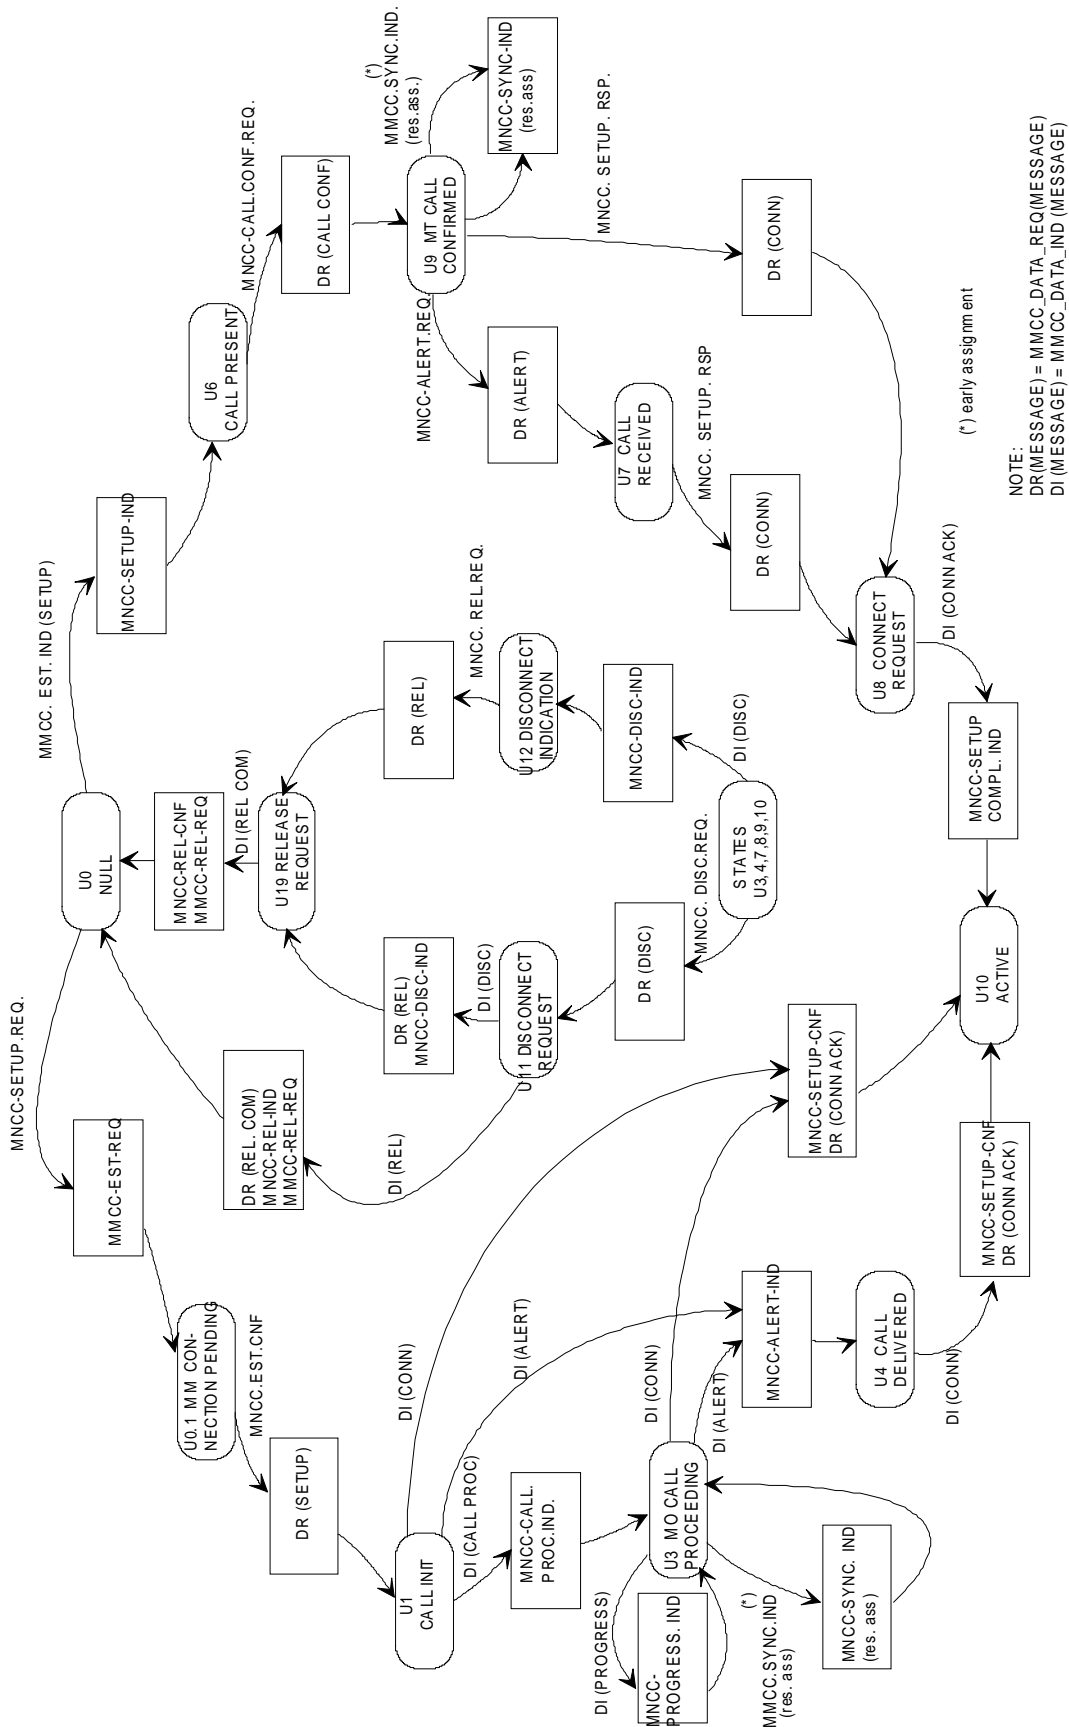 MNCC-SETUP.REQ.
MMCC. EST. IND (SETUP)
U0
NULL
MMCC-EST-REQ
MNCC-SETUP-IND
U0.1 MM CON-
NECTION PENDING
MNCC.EST.CNF
DR (SETUP)
U1
CALL INIT
DR (REL. COM)
MNCC-REL-IND
MMCC-REL-REQ
MNCC-REL-CNF
MMCC-REL-REQ
DI (REL COM)
U19 RELEASE
REQUEST
U6
CALL PRESENT
MNCC-CALL.CONF.REQ.
DR (CALL CONF)
DI (REL)
DR (REL)
MNCC-DISC-IND
DI (DISC)
U11 DISCONNECT
REQUEST
DR (REL)
MNCC. REL.REQ.
U12 DISCONNECT
INDICATION
(*)
MMCC.SYNC.IND.
(res.ass.)
U9 MT CALL
CONFIRMED
MNCC-SYNC-IND
(res.ass)
DI (CONN)
DI (ALERT)
DI (CALL PROC)
MNCC-CALL.
PROC.IND.
MNCC-ALERT.REQ.
DR (ALERT)
MNCC. SETUP. RSP.
DR (DISC)
MNCC-DISC-IND
DI (DISC)
MNCC. DISC.REQ.
STATES
U3,4,7,8,9,10
U7 CALL
RECEIVED
MNCC. SETUP. RSP
DI (PROGRESS)
MNCC-
PROGRESS. IND
U3 MO CALL
PROCEEDING
DI (CONN)
DI (ALERT)
(*)
MMCC.SYNC.IND
(res. ass)
MNCC-SYNC. IND
(res. ass)
MNCC-ALERT-IND
MNCC-SETUP-CNF
DR (CONN ACK)
DR (CONN)
DR (CONN)
U4 CALL
DELIVERED
DI (CONN)
U8 CONNECT
REQUEST
DI (CONN ACK)
MNCC-SETUP-CNF
DR (CONN ACK)
U10
ACTIVE
MNCC-SETUP
COMPL. IND
(*) early assignment
NOTE:
DR(MESSAGE) = MMCC_DATA_REQ(MESSAGE)
DI (MESSAGE) = MMCC_DATA_IND (MESSAGE)